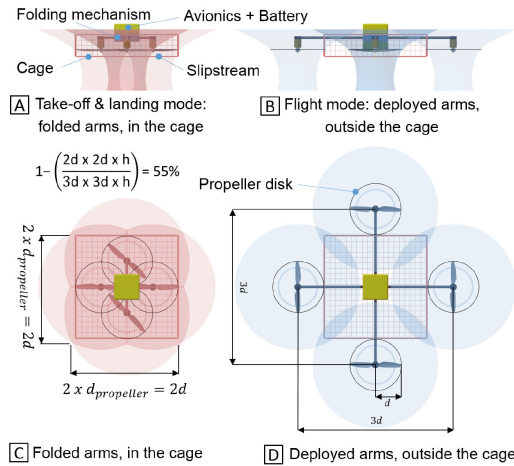 Folding mechanism
Avionics + Battery
Cage
Slipstream
A Take-off & landing mode:
folded arms, in the cage
B Flight mode: deployed arms,
outside the cage
1– (2d x 2d x h / 3d x 3d x h) = 55%
Propeller disk
2 x d_propeller = 2d
2 x d_propeller = 2d
3d
d
3d
C Folded arms, in the cage
D Deployed arms, outside the cage